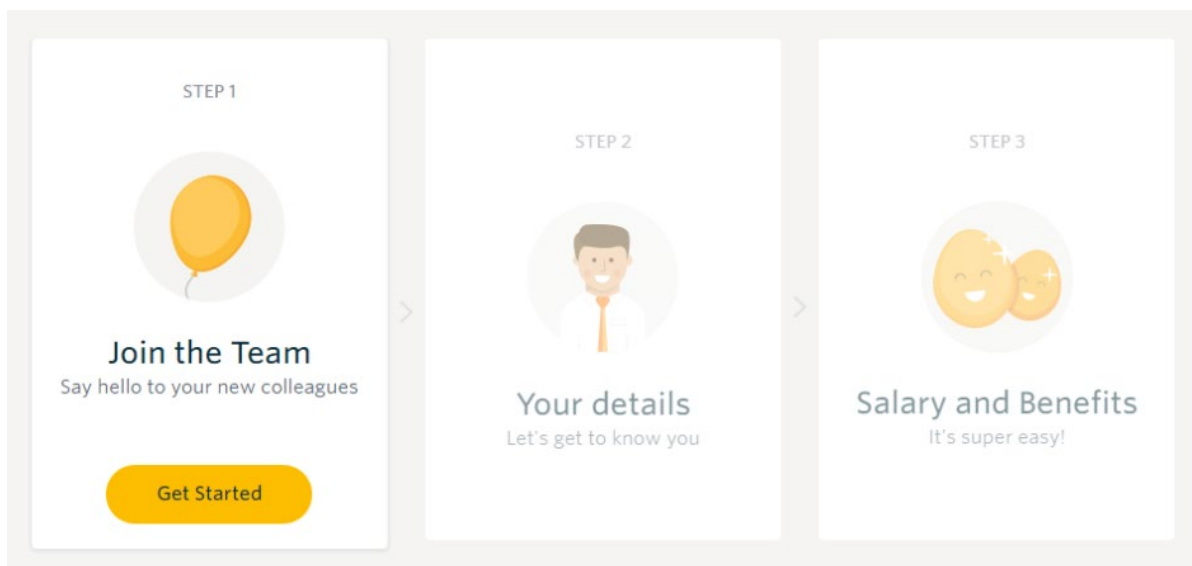 STEP 1
Join the Team
Say hello to your new colleagues
Get Started
STEP 2
Your details
Let's get to know you
STEP 3
Salary and Benefits
It's super easy!